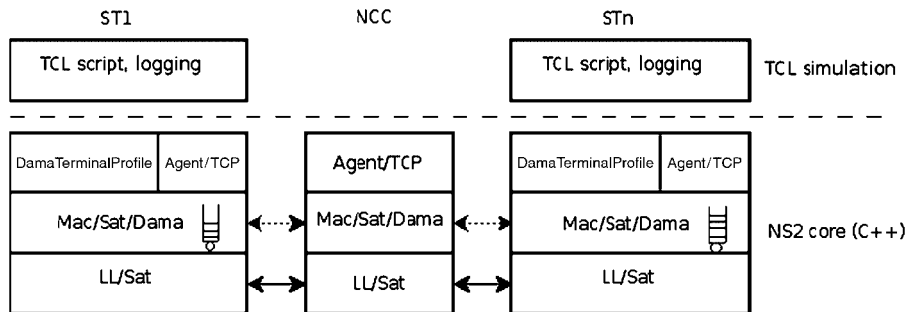 ST1 NCC STn
TCL script, logging TCL script, logging TCL simulation
DamaTerminalProfile Agent/TCP Agent/TCP DamaTerminalProfile Agent/TCP
Mac/Sat/Dama Mac/Sat/Dama Mac/Sat/Dama NS2 core (C++)
LL/Sat LL/Sat LL/Sat